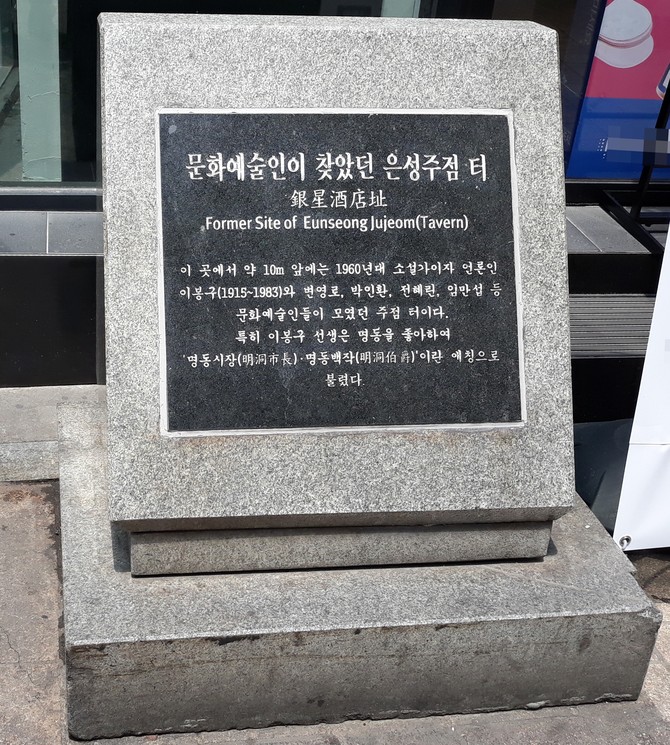 문화예술인이 찾았던 은성주점 터
銀星酒店址
Former Site of Eunseong Jujeom(Tavern)
이 곳에서 약 10m 앞에는 1960년대 소설가이자 언론인
이봉구(1915~1983)와 변영로, 박인환, 전혜린, 임만섭 등
문화예술인들이 모였던 주점 터이다.
특히 이봉구 선생은 명동을 좋아하여
'명동시장(明洞市長)·명동백작(明洞伯爵)'이란 애칭으로
불렸다.